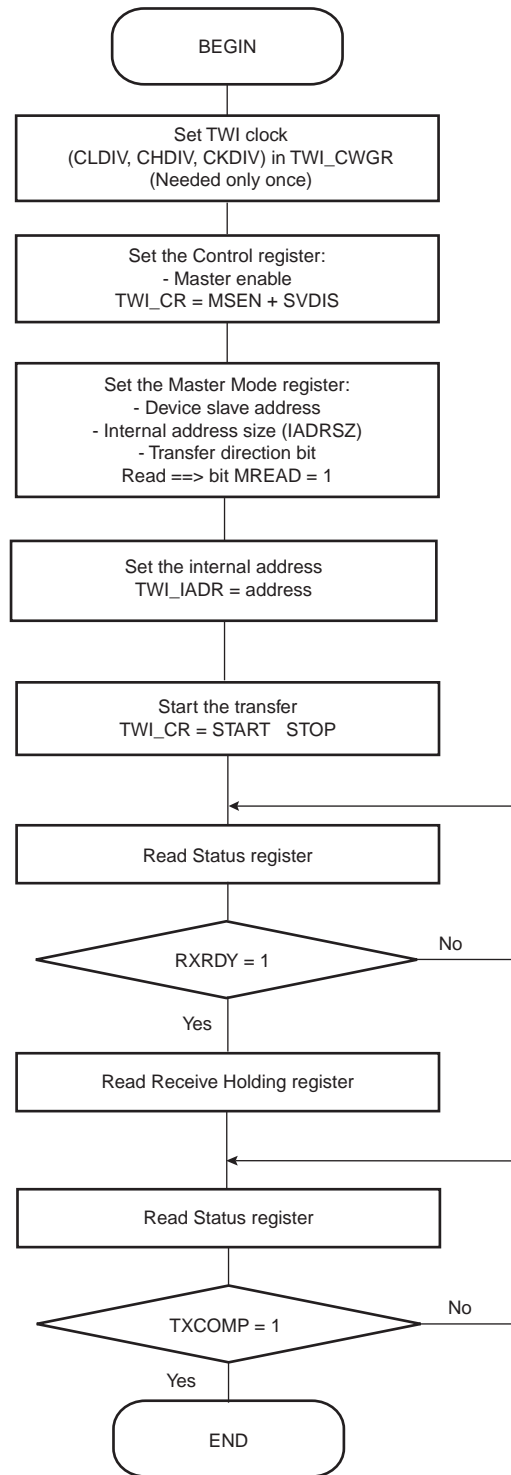 BEGIN
Set TWI clock
(CLDIV, CHDIV, CKDIV) in TWI_CWGR
(Needed only once)
Set the Control register:
- Master enable
TWI_CR = MSEN + SVDIS
Set the Master Mode register:
- Device slave address
- Internal address size (IADRSZ)
- Transfer direction bit
Read ==> bit MREAD = 1
Set the internal address
TWI_IADR = address
Start the transfer
TWI_CR = START   STOP
Read Status register
RXRDY = 1
No
Yes
Read Receive Holding register
Read Status register
TXCOMP = 1
No
Yes
END